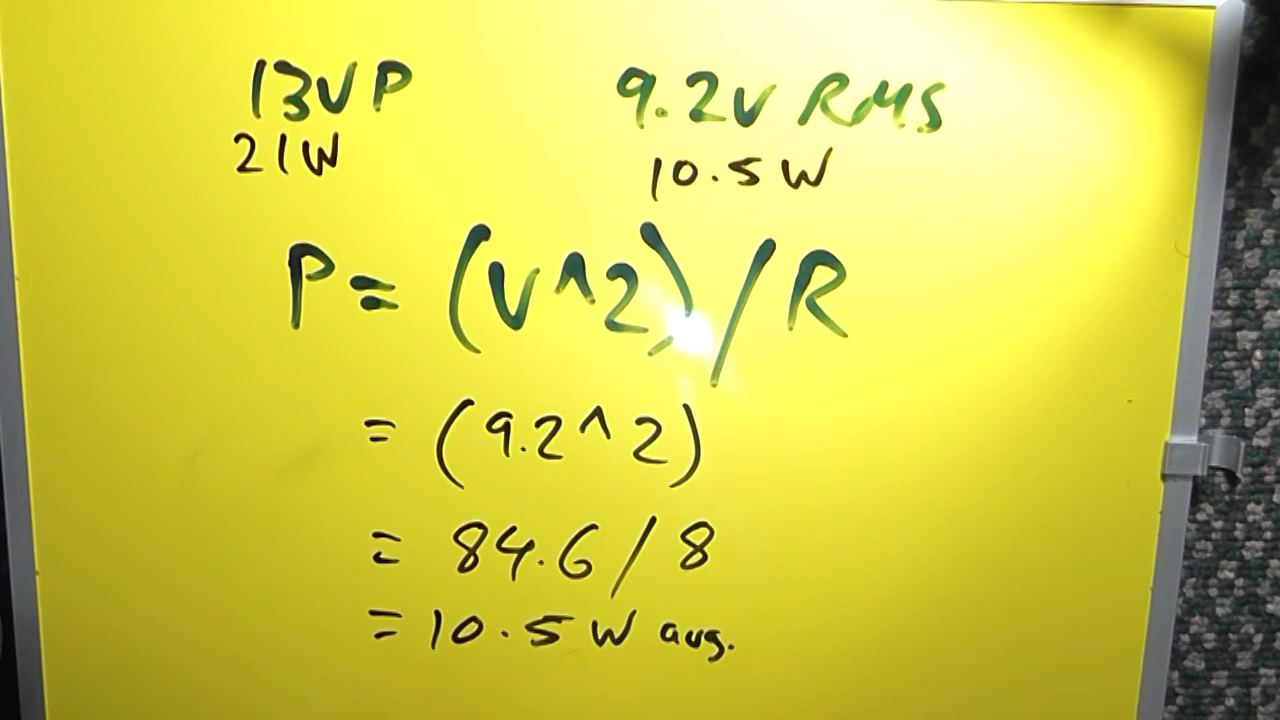 13VP 9.2V RMS
21W 10.5W
P = (V^2)/R
= (9.2^2)
= 84.6/8
= 10.5W avg.